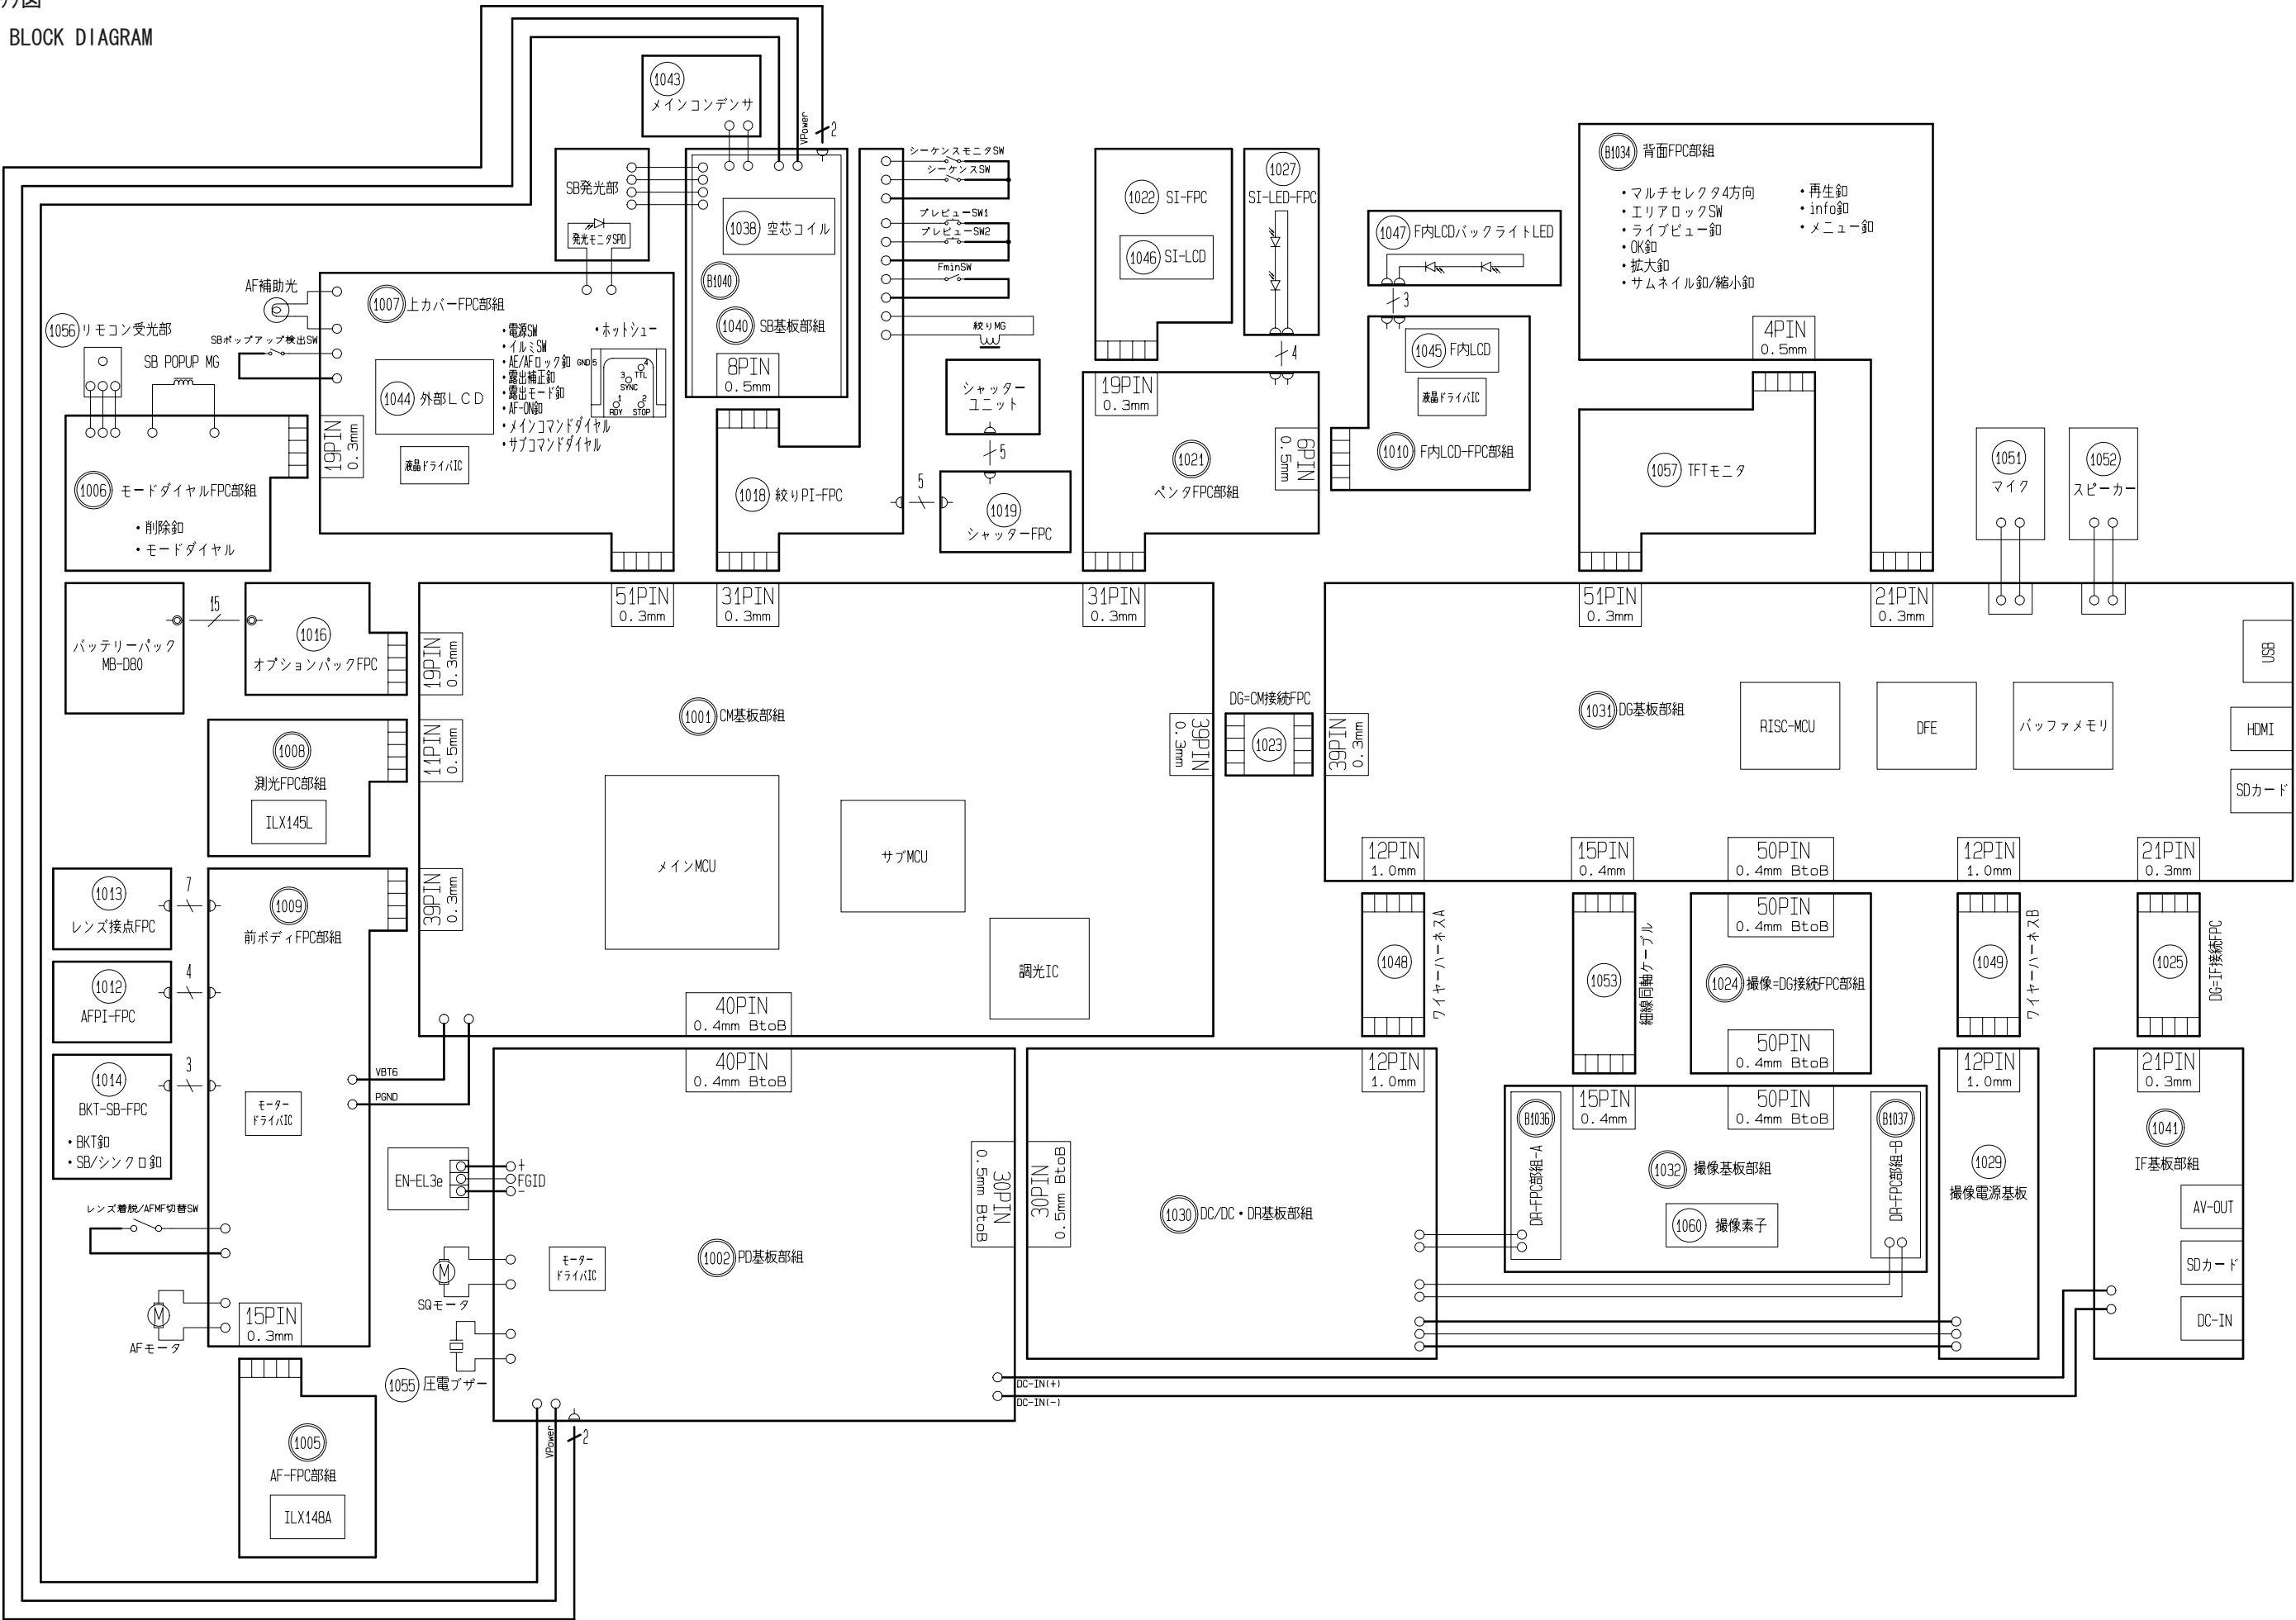 BLOCK DIAGRAM
1043
メインコンデンサ
VPower
2
SB発光部
発光モニタSPD
1038 空芯コイル
B1040
1040 SB基板部組
8PIN
0.5mm
シーケンスモニタSW
シーケンスSW
プレビューSW1
プレビューSW2
FminSW
絞りMG
1022 SI-FPC
1046 SI-LCD
1027
SI-LED-FPC
4
1047 F内LCDバックライトLED
3
1045 F内LCD
液晶ドライバIC
1010 F内LCD-FPC部組
B1034 背面FPC部組
・マルチセレクタ4方向
・エリアロックSW
・ライブビュー釦
・OK釦
・拡大釦
・サムネイル釦/縮小釦
・再生釦
・info釦
・メニュー釦
4PIN
0.5mm
AF補助光
1056 リモコン受光部
SBポップアップ検出SW
SB POPUP MG
1007 上カバーFPC部組
・電源SW
・イルミSW
・AE/AFロック釦
・露出補正釦
・露出モード釦
・AF-ON釦
・メインコマンドダイヤル
・サブコマンドダイヤル
・ホットシュー
GND 5
4
3 TTL
SYNC
1 2
RDY STOP
1044 外部LCD
液晶ドライバIC
19PIN
0.3mm
1006 モードダイヤルFPC部組
・削除釦
・モードダイヤル
1018 絞りPI-FPC
シャッター
ユニット
5
5
1019
シャッターFPC
19PIN
0.3mm
1021
ペンタFPC部組
6PIN
0.5mm
1057 TFTモニタ
1051
マイク
1052
スピーカー
バッテリーパック
MB-D80
15
1016
オプションパックFPC
51PIN
0.3mm
31PIN
0.3mm
31PIN
0.3mm
19PIN
0.3mm
11PIN
0.5mm
39PIN
0.3mm
1001 CM基板部組
メインMCU
サブMCU
調光IC
39PIN
0.3mm
40PIN
0.4mm BtoB
DG=CM接続FPC
1023
51PIN
0.3mm
21PIN
0.3mm
39PIN
0.3mm
1031 DG基板部組
RISC-MCU
DFE
バッファメモリ
USB
HDMI
SDカード
12PIN
1.0mm
15PIN
0.4mm
50PIN
0.4mm BtoB
12PIN
1.0mm
21PIN
0.3mm
1008
測光FPC部組
ILX145L
1013
レンズ接点FPC
7
1012
AFPI-FPC
4
1014
BKT-SB-FPC
・BKT釦
・SB/シンクロ釦
3
1009
前ボディFPC部組
VBT6
PGND
モーター
ドライバIC
レンズ着脱/AFMF切替SW
M
AFモータ
15PIN
0.3mm
1005
AF-FPC部組
ILX148A
1048
ワイヤーハーネスA
1053
細線同軸ケーブル
50PIN
0.4mm BtoB
1024 撮像=DG接続FPC部組
50PIN
0.4mm BtoB
1049
ワイヤーハーネスB
1025
DG=IF接続FPC
40PIN
0.4mm BtoB
EN-EL3e
+
FGID
-
M
SQモータ
モーター
ドライバIC
1002 PD基板部組
1055 圧電ブザー
30PIN
0.5mm BtoB
DC-IN(+)
DC-IN(-)
VPower
2
30PIN
0.5mm BtoB
12PIN
1.0mm
1030 DC/DC・DR基板部組
B1036
DR-FPC部組-A
15PIN
0.4mm
50PIN
0.4mm BtoB
B1037
DR-FPC部組-B
1032 撮像基板部組
1060 撮像素子
12PIN
1.0mm
1029
撮像電源基板
21PIN
0.3mm
1041
IF基板部組
AV-OUT
SDカード
DC-IN